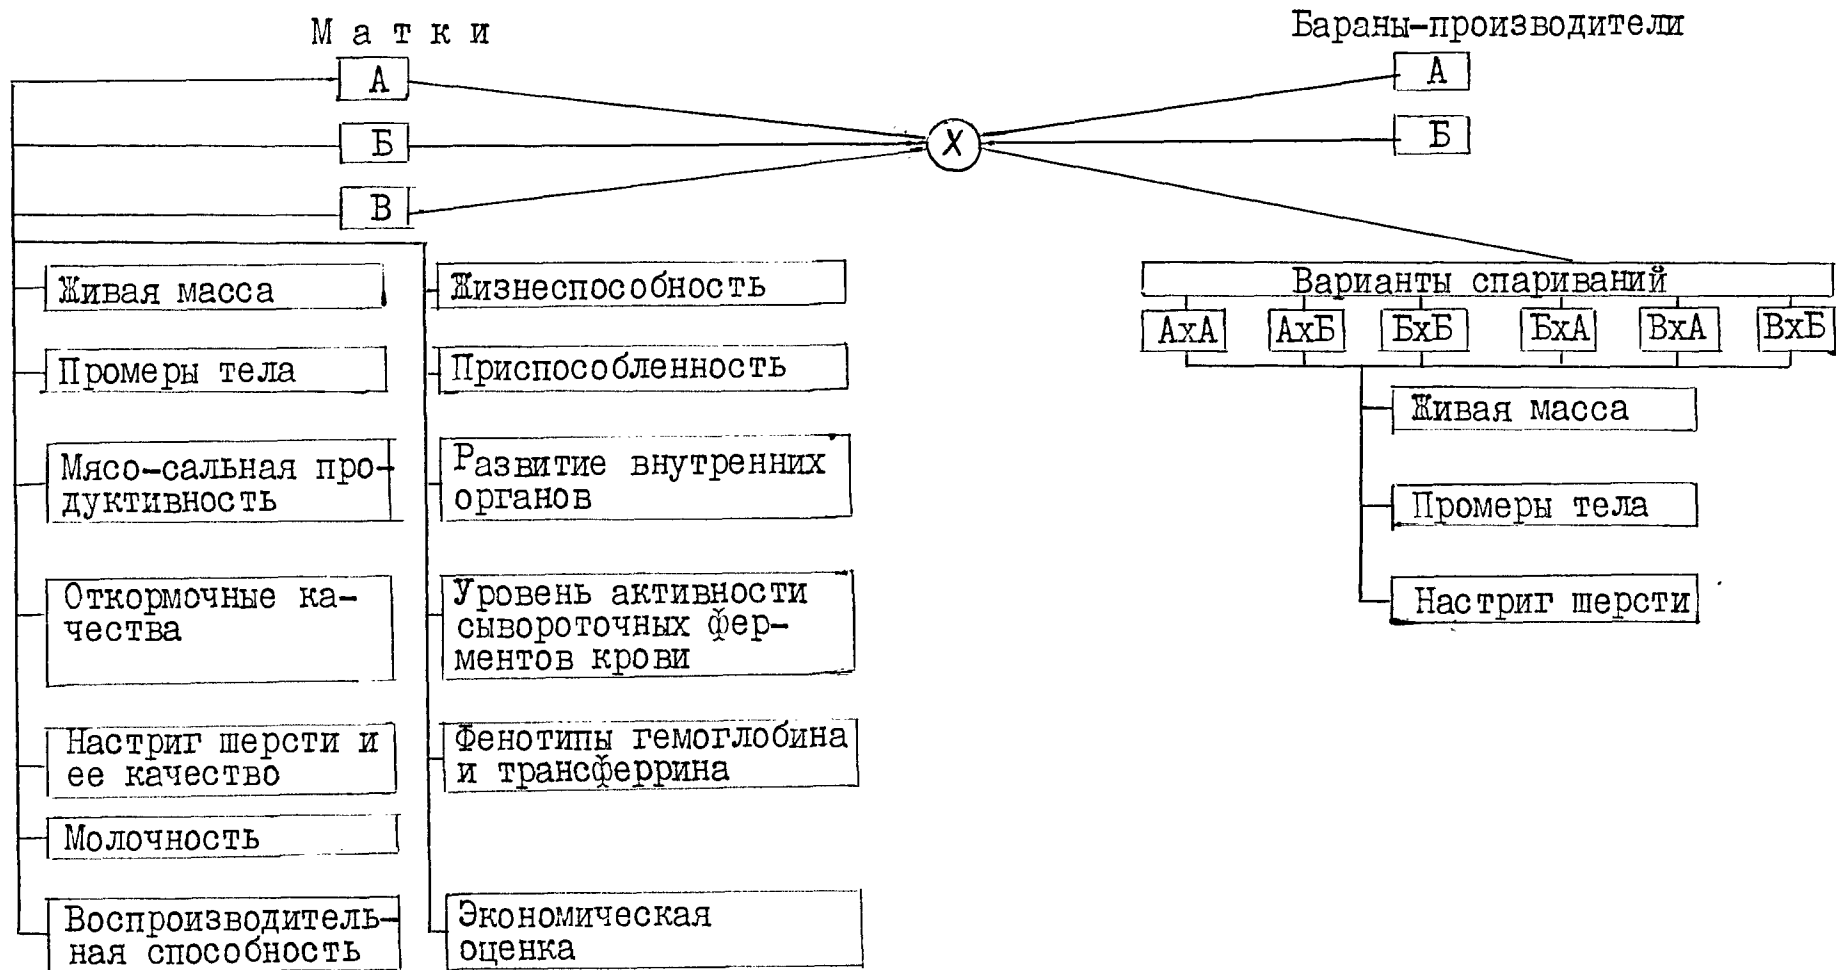 М а т к и
А
Б
В
Бараны-производители
А
Б
Х
Живая масса
Промеры тела
Мясо-сальная про-
дуктивность
Откормочные ка-
чества
Настриг шерсти и
ее качество
Молочность
Воспроизводитель-
ная способность
Жизнеспособность
Приспособленность
Развитие внутренних
органов
Уровень активности
сывороточных фер-
ментов крови
Фенотипы гемоглобина
и трансферрина
Экономическая
оценка
Варианты спариваний
АхА АхБ БхБ БхА ВхА ВхБ
Живая масса
Промеры тела
Настриг шерсти